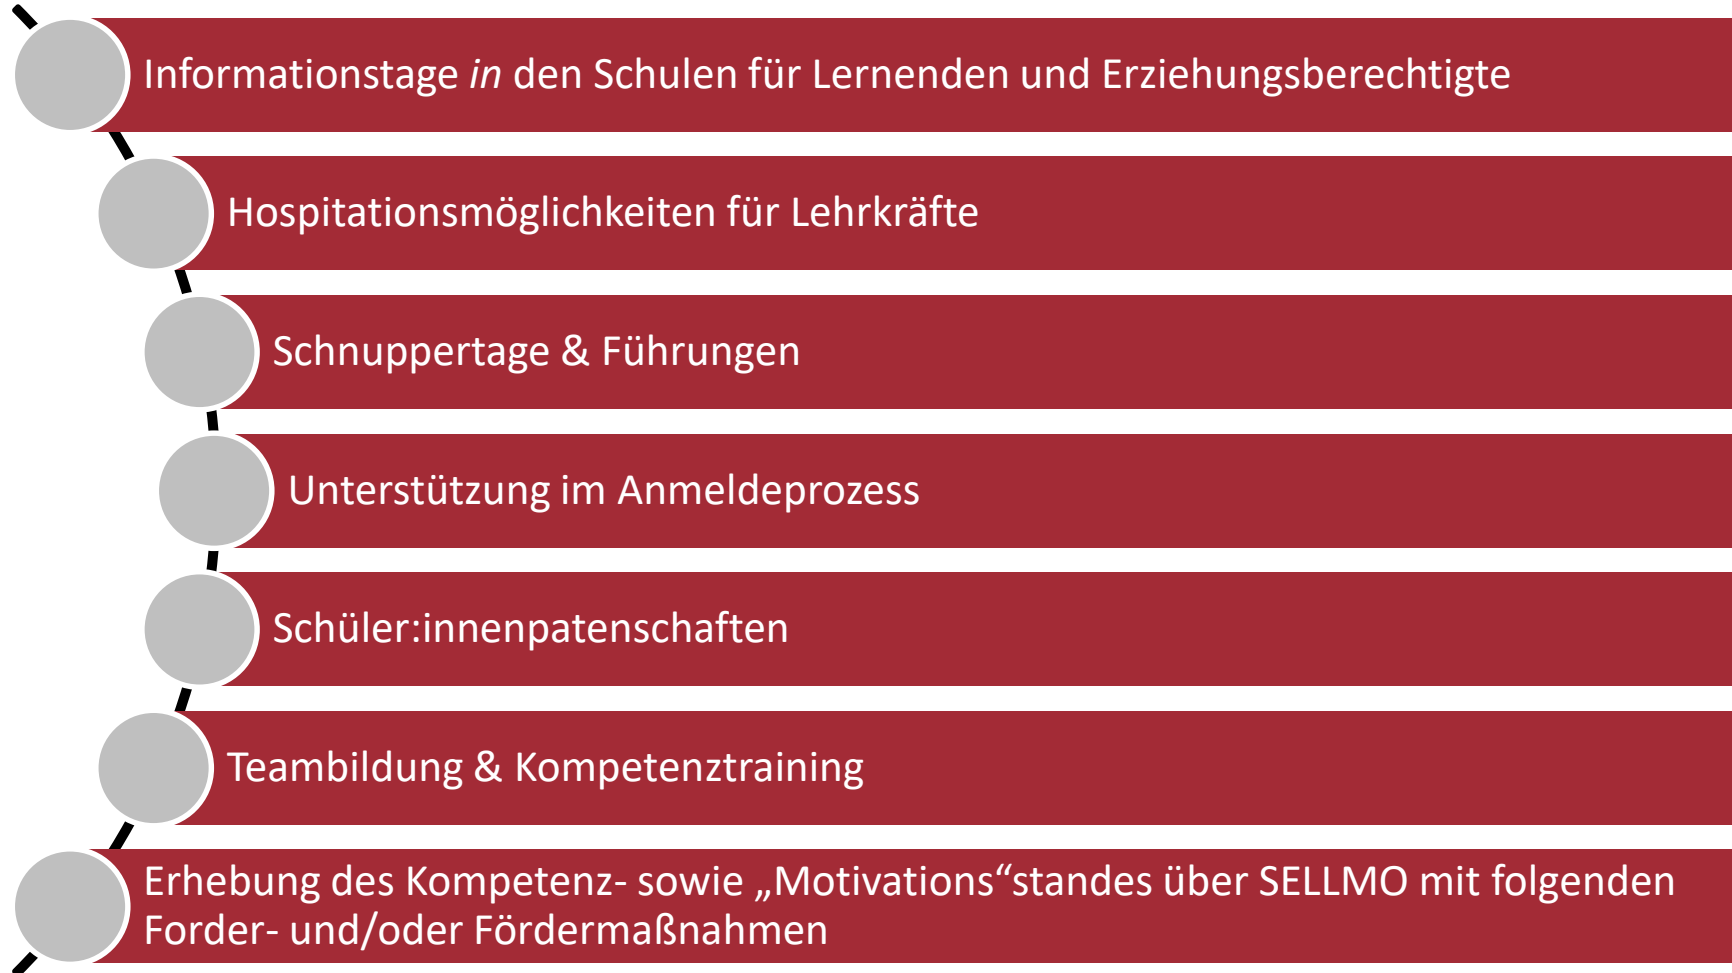 Informationstage in den Schulen für Lernenden und Erziehungsberechtigte
Hospitationsmöglichkeiten für Lehrkräfte
Schnuppertage & Führungen
Unterstützung im Anmeldeprozess
Schüler:innenpatenschaften
Teambildung & Kompetenztraining
Erhebung des Kompetenz- sowie „Motivations“standes über SELLMO mit folgenden
Forder- und/oder Fördermaßnahmen